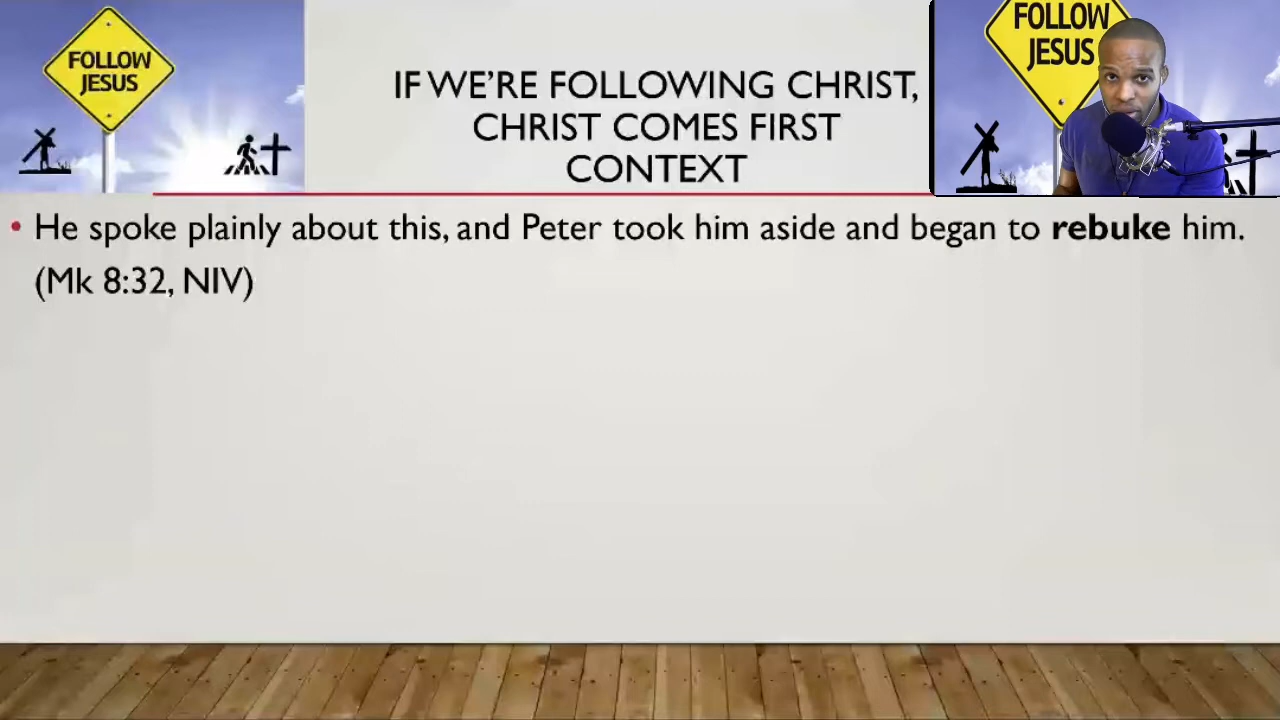 FOLLOW
JESUS
IF WE'RE FOLLOWING CHRIST,
CHRIST COMES FIRST
CONTEXT
FOLLOW
JESUS
• He spoke plainly about this, and Peter took him aside and began to rebuke him.
(Mk 8:32, NIV)